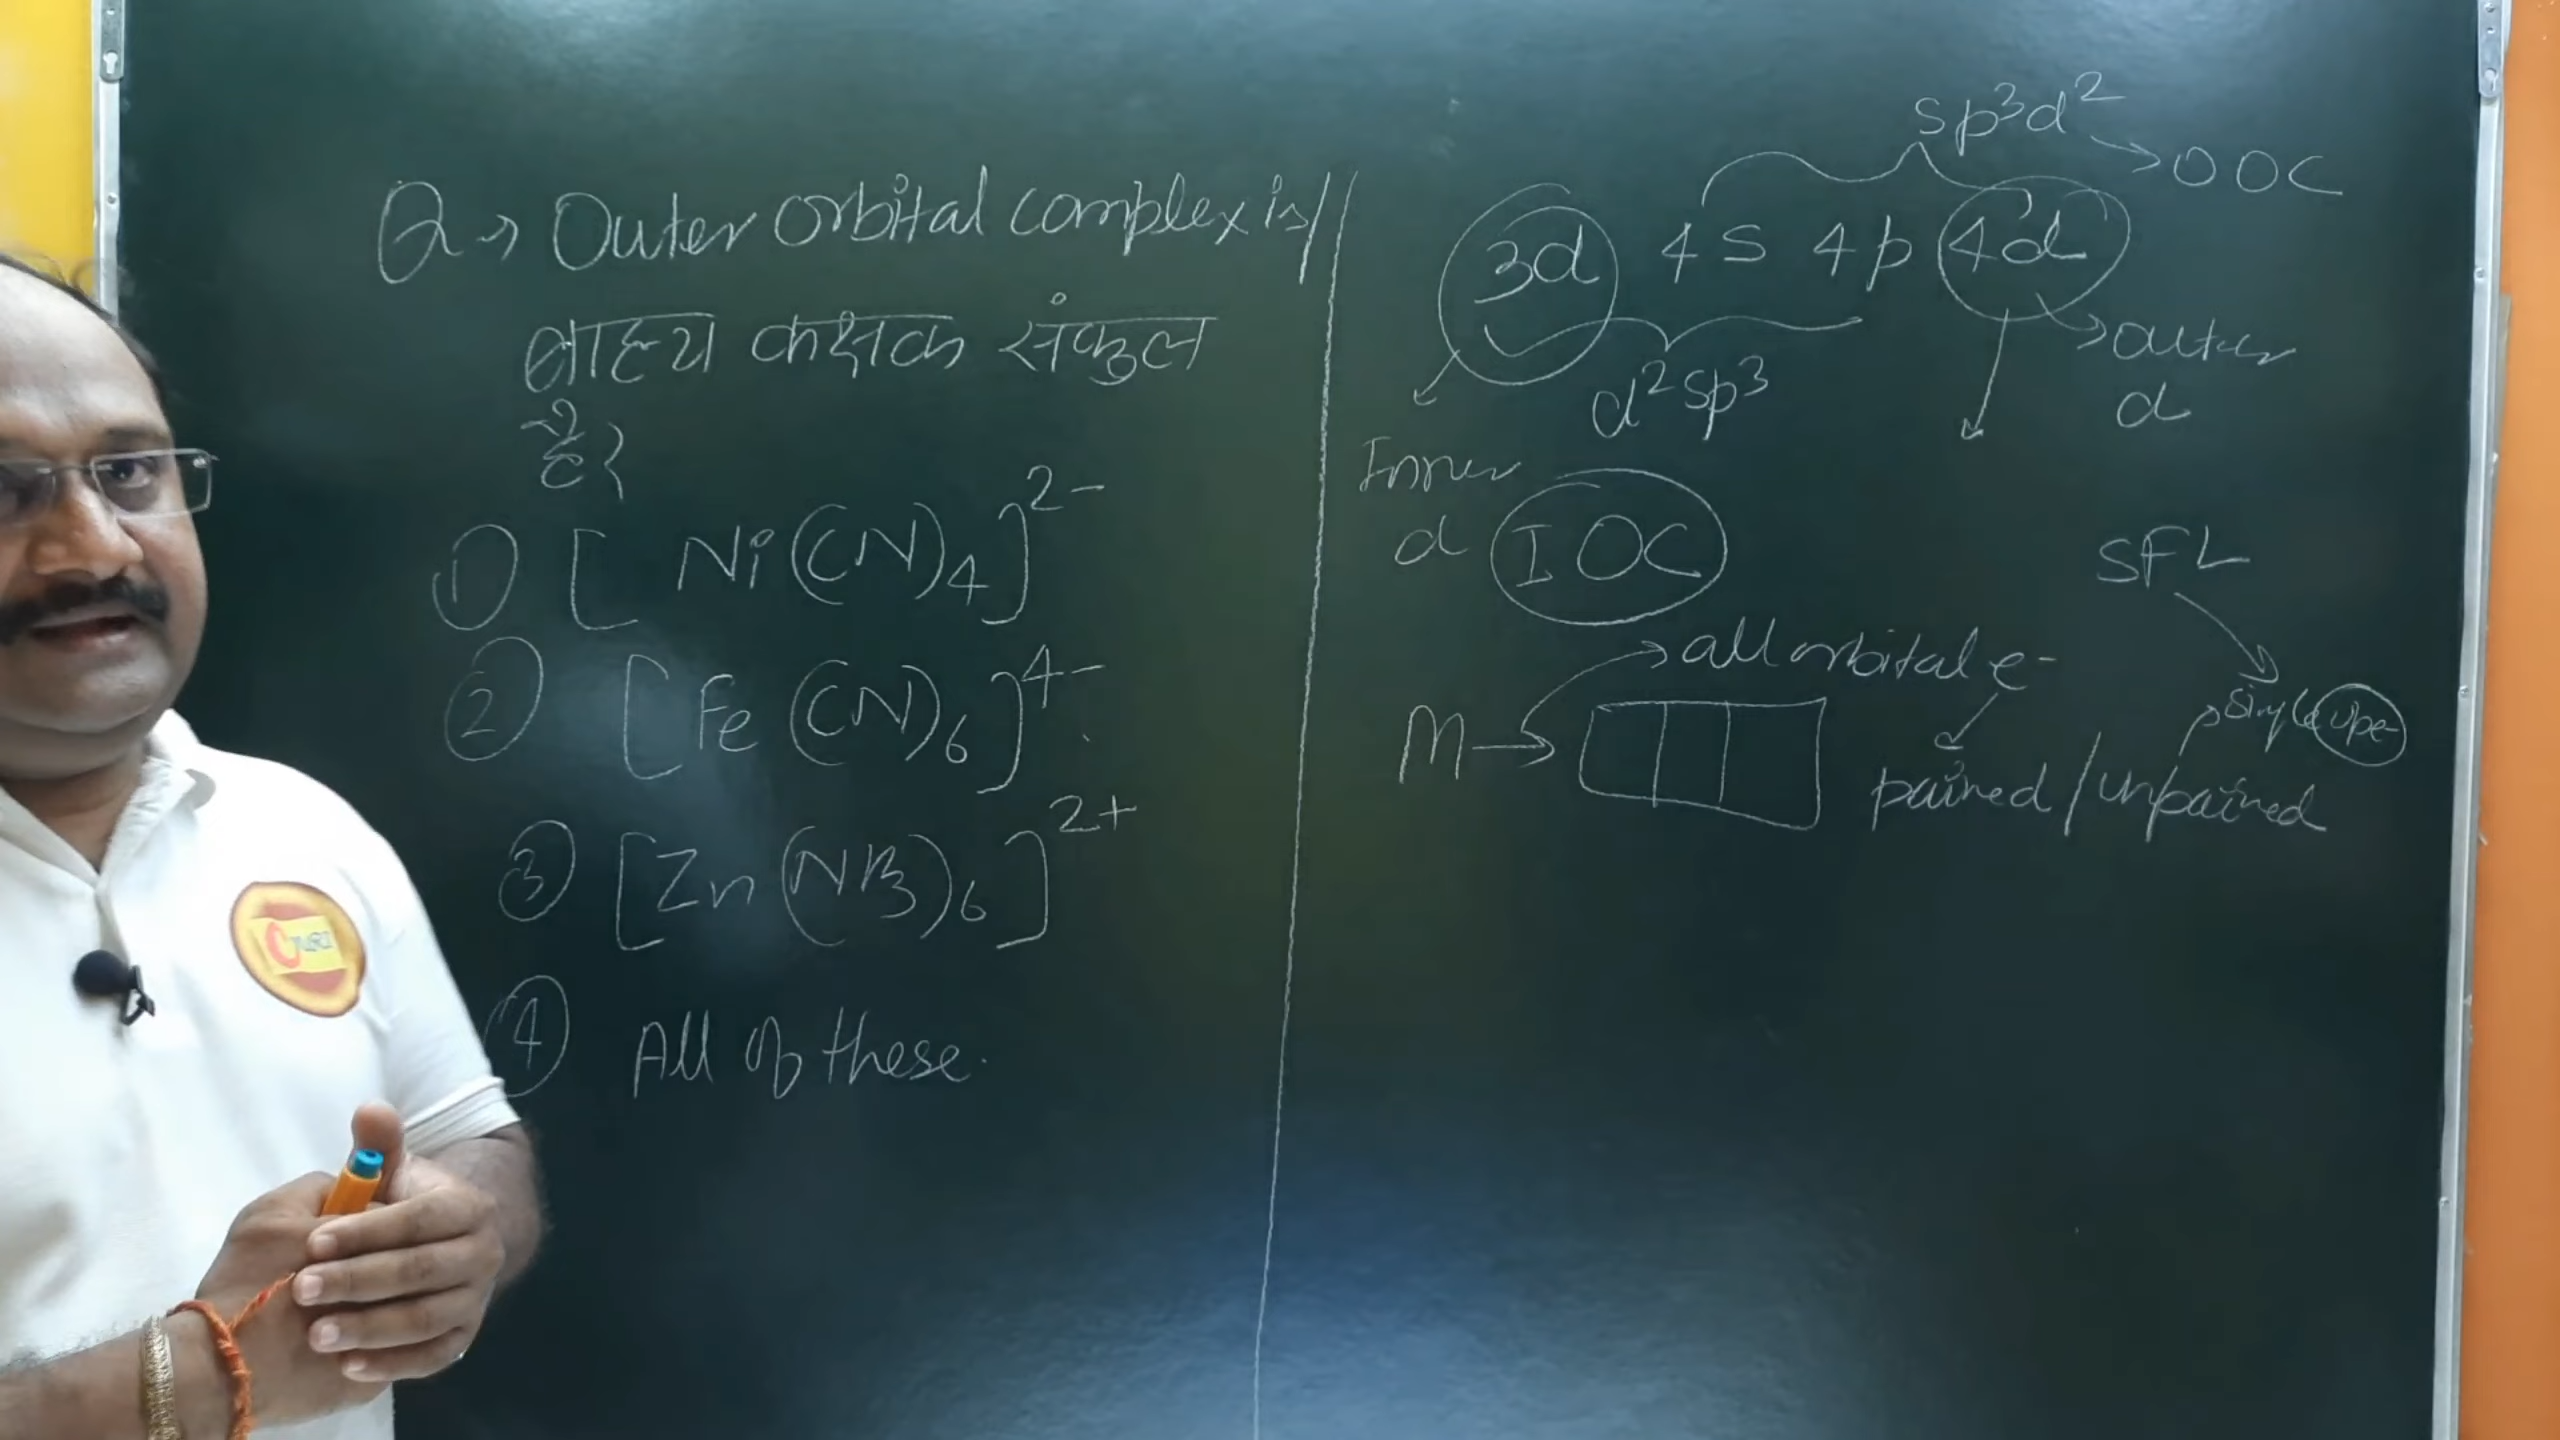 Q → Outer orbital complex is/
बाह्य कक्षक संकुल
है?
① [Ni(CN)4]2-
② [Fe(CN)6]4-
③ [Zn(NH3)6]2+
④ All of these.
sp3d2 → OOC
3d 4s 4p 4d
d2sp3
outer
d
Inner
d
IOC
SFL
all orbital e-
single upe-
M →
paired / unpaired